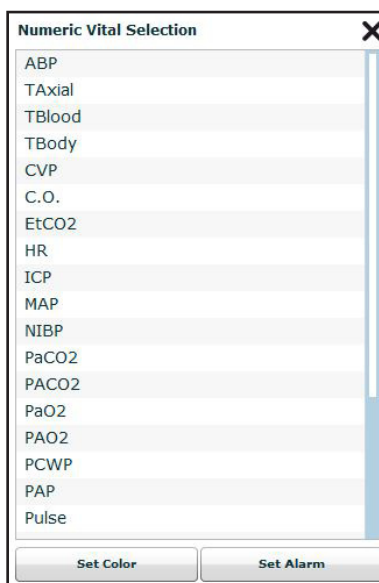 Numeric Vital Selection
ABP
TAxial
TBlood
TBody
CVP
C.O.
EtCO2
HR
ICP
MAP
NIBP
PaCO2
PACO2
PaO2
PAO2
PCWP
PAP
Pulse
Set Color Set Alarm